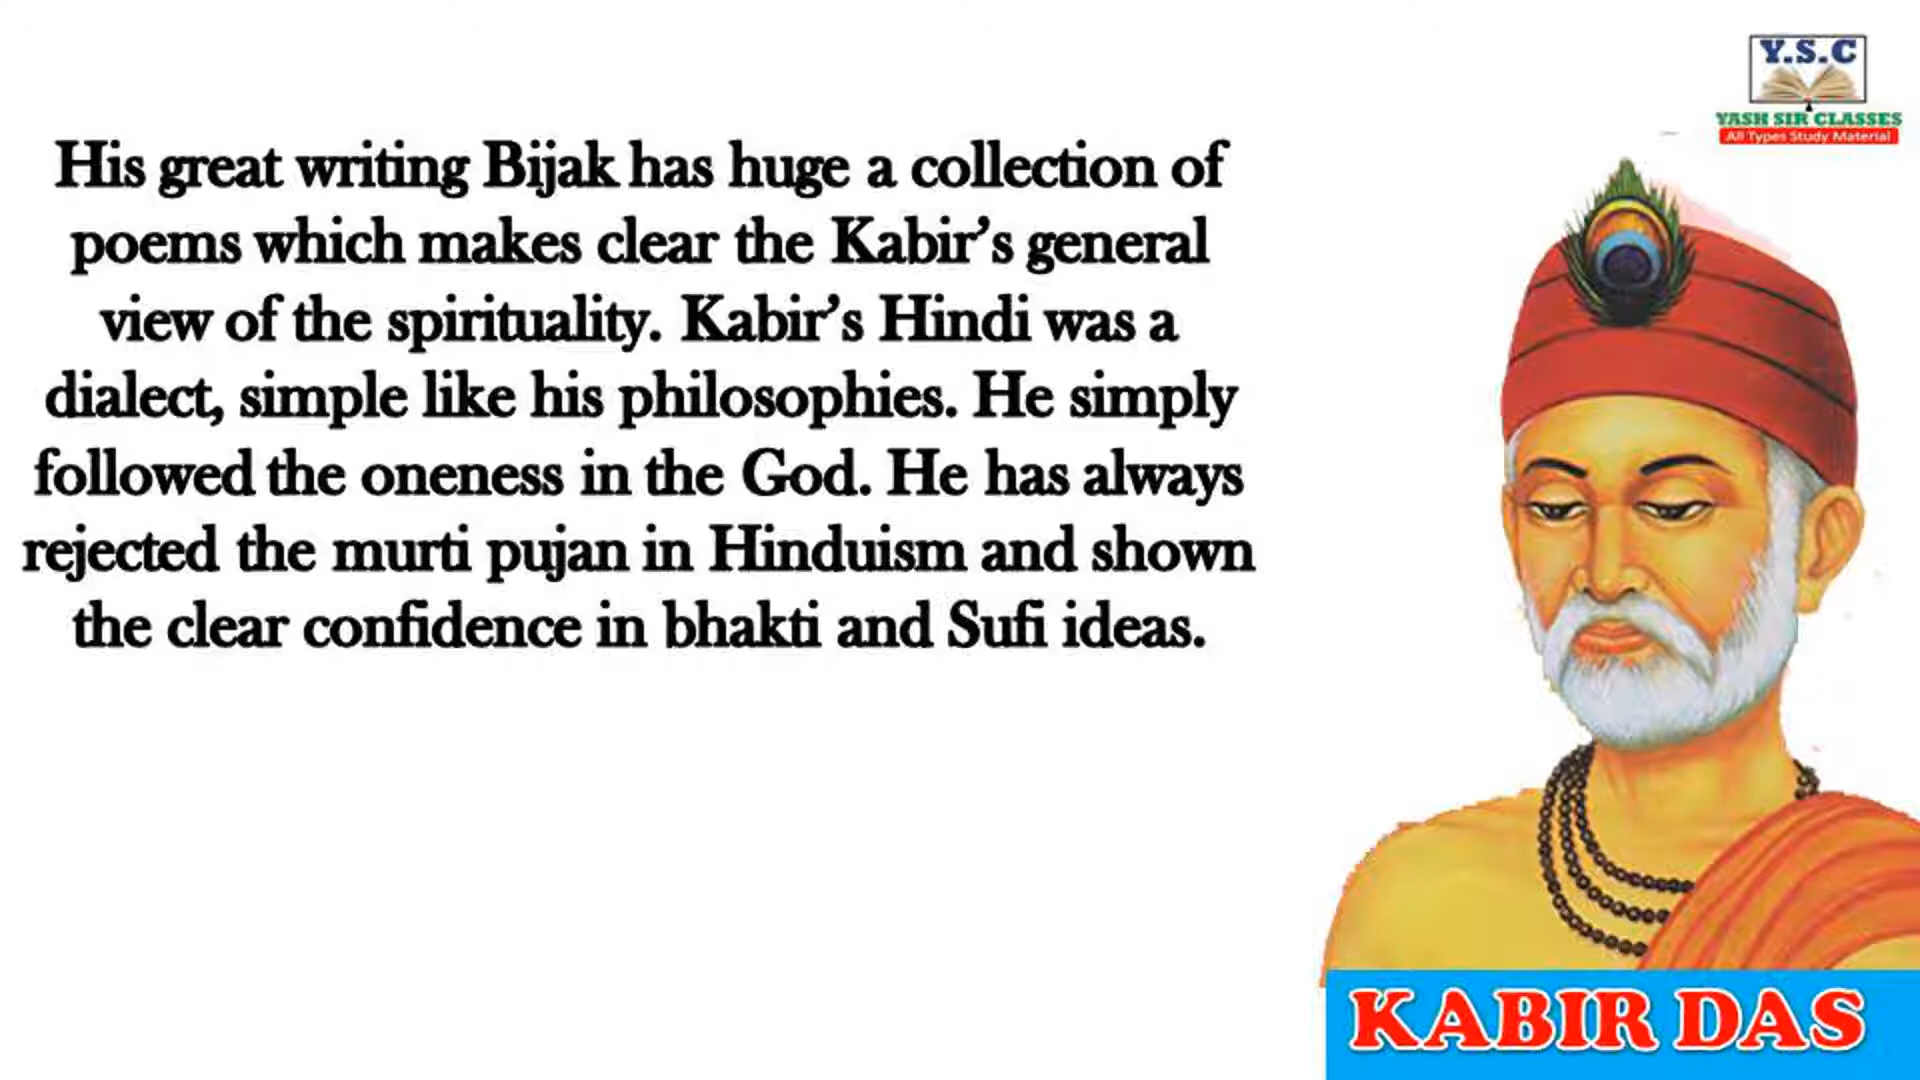 Y.S.C
YASH SIR CLASSES
All Types Study Material
His great writing Bijak has huge a collection of
poems which makes clear the Kabir’s general
view of the spirituality. Kabir’s Hindi was a
dialect, simple like his philosophies. He simply
followed the oneness in the God. He has always
rejected the murti pujan in Hinduism and shown
the clear confidence in bhakti and Sufi ideas.
KABIR DAS